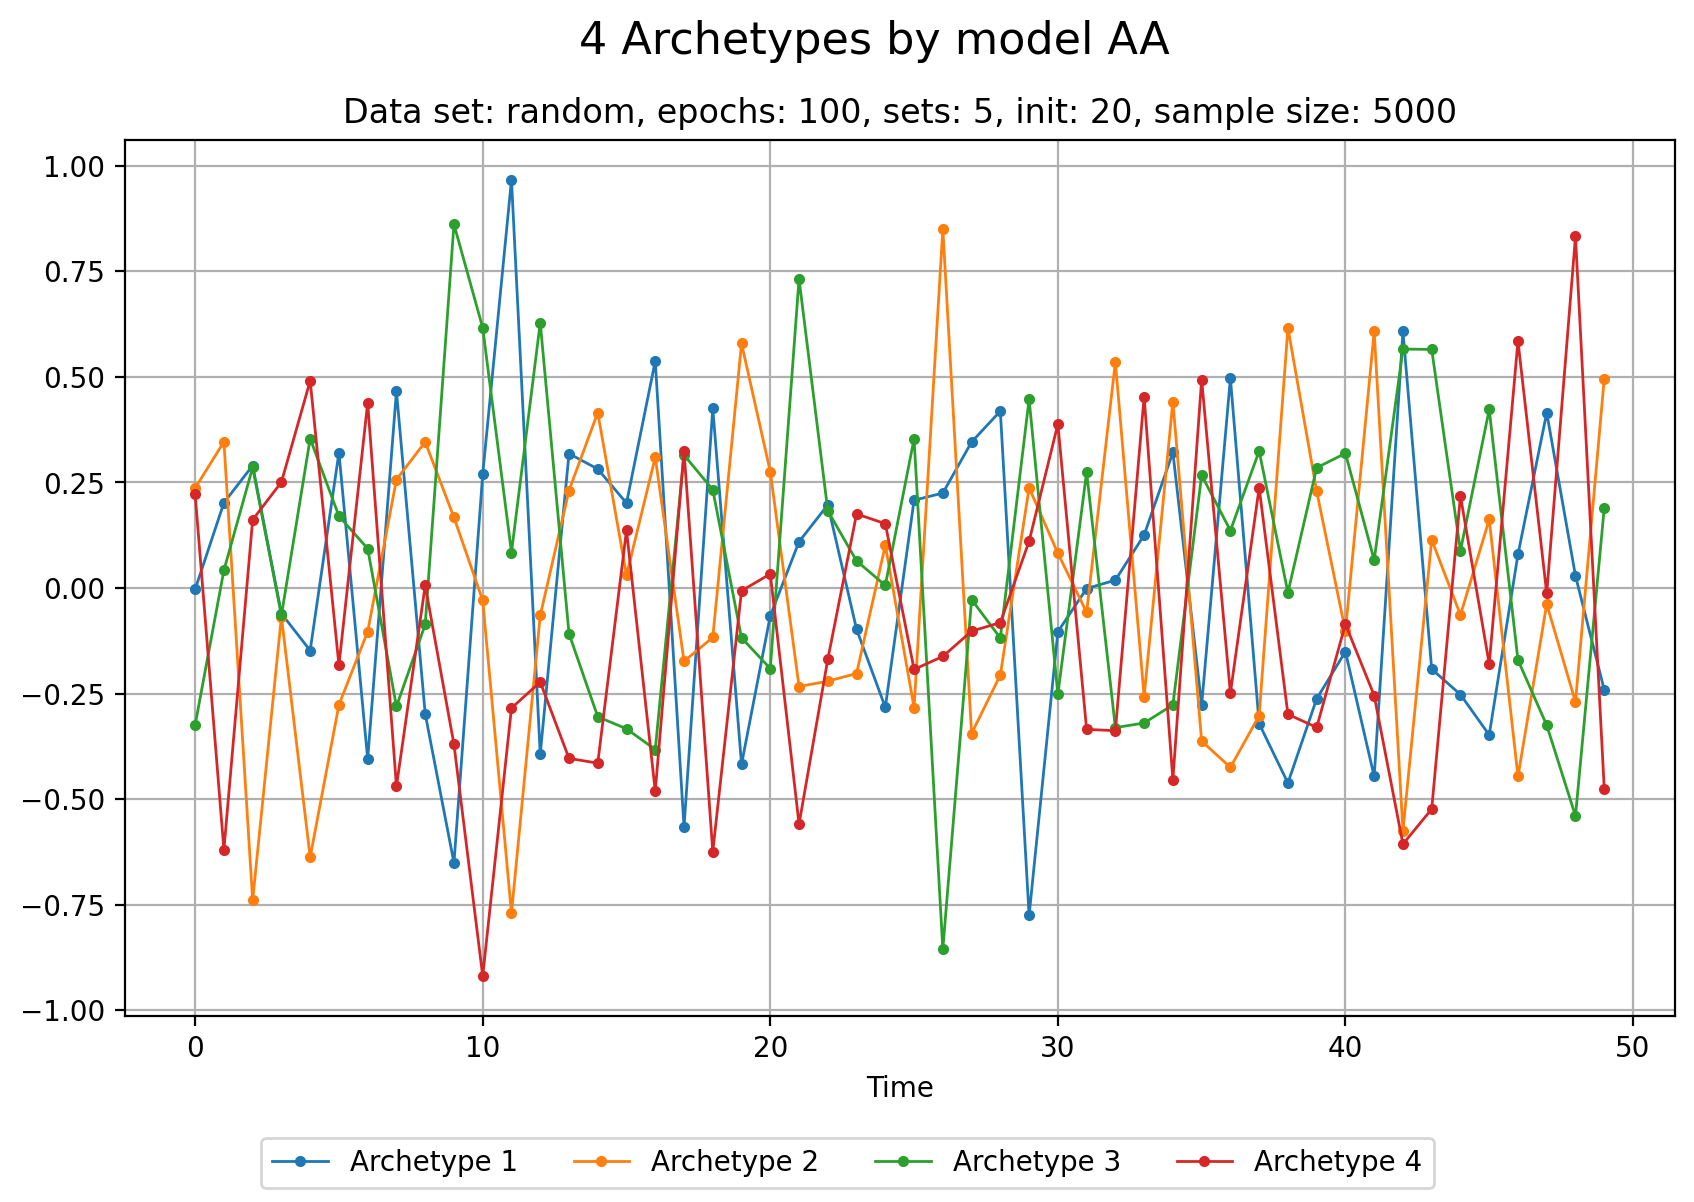 4 Archetypes by model AA
Data set: random, epochs: 100, sets: 5, init: 20, sample size: 5000
1.00
0.75
0.50
0.25
0.00
−0.25
−0.50
−0.75
−1.00
0 10 20 30 40 50
Time
Archetype 1 Archetype 2 Archetype 3 Archetype 4